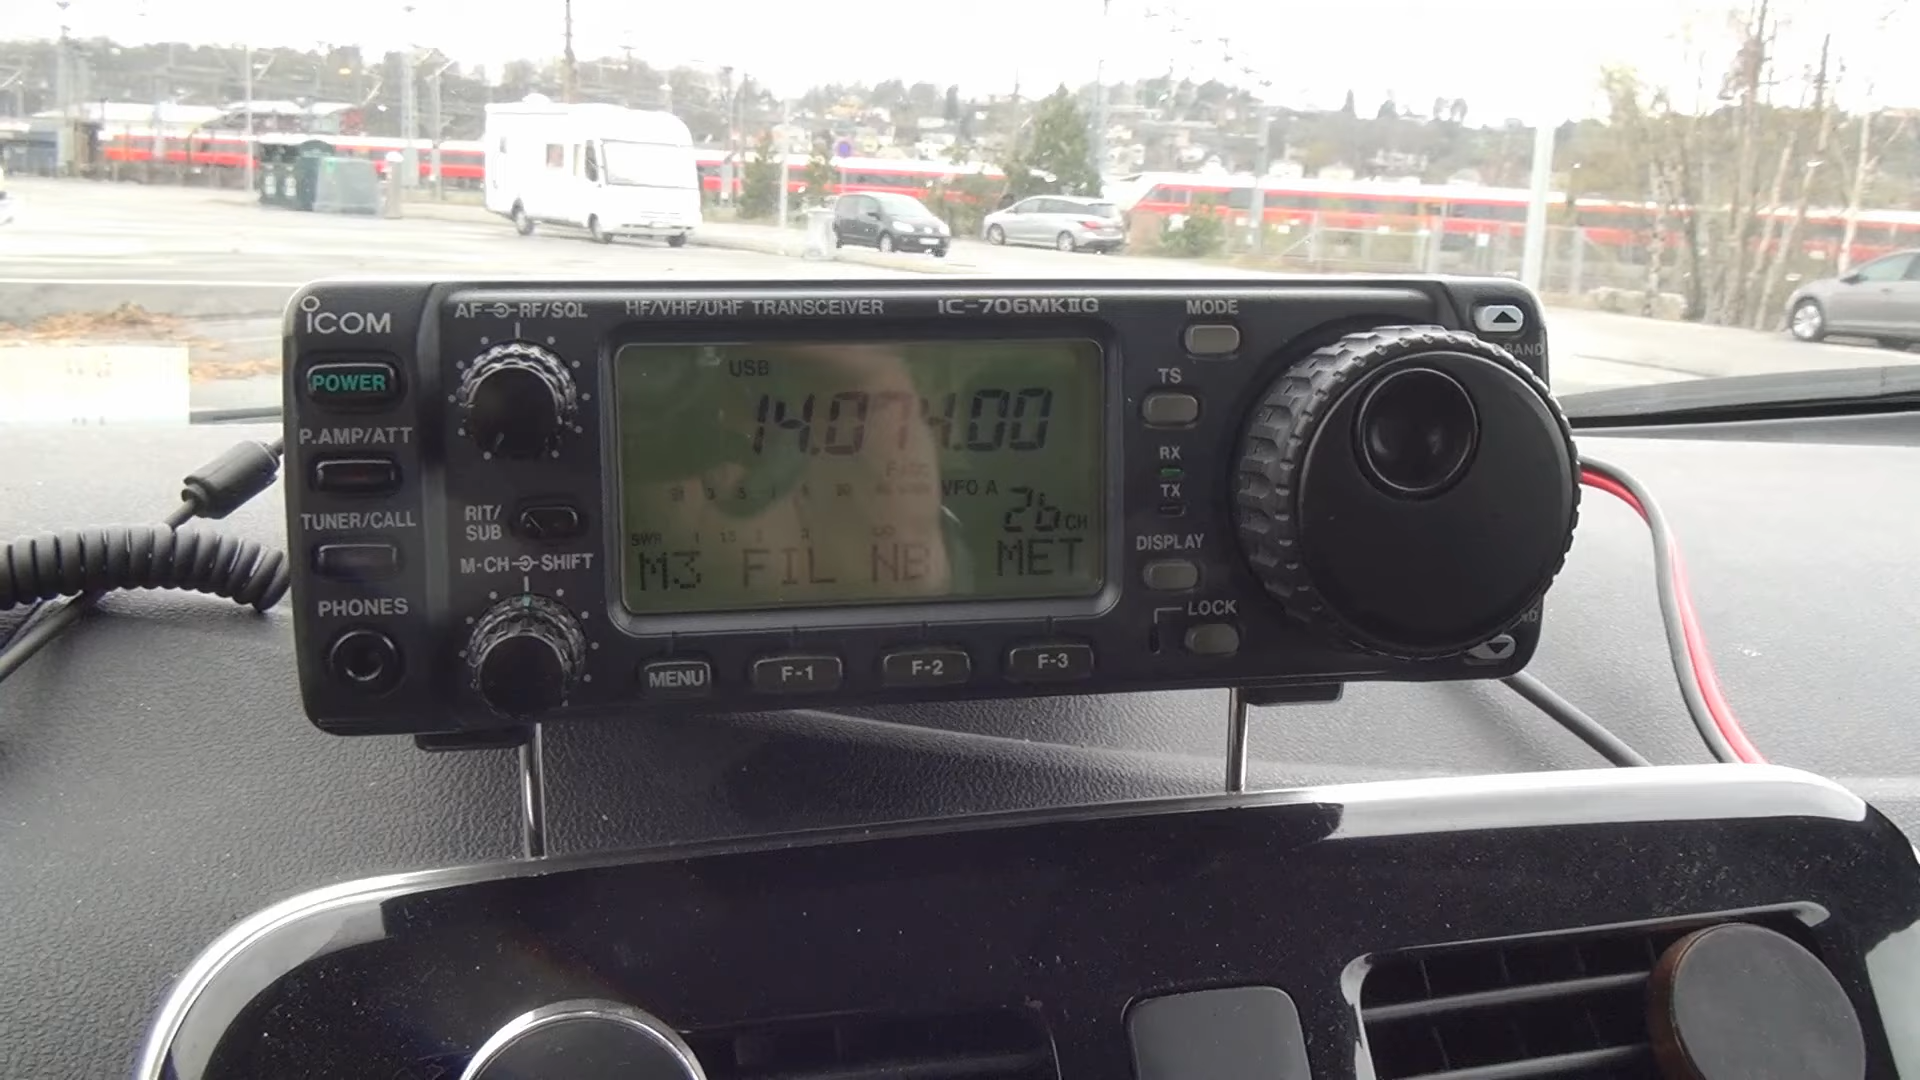 ICOM
AF RF/SQL
HF/VHF/UHF TRANSCEIVER
IC-706MKIIG
MODE
POWER
USB
TS
BAND
14.074.00
P.AMP/ATT
RX
TX
VFO A
26 CH
TUNER/CALL
RIT/
SUB
SWR
DISPLAY
M-CH SHIFT
M3 FIL NB MET
PHONES
LOCK
MENU
F-1
F-2
F-3